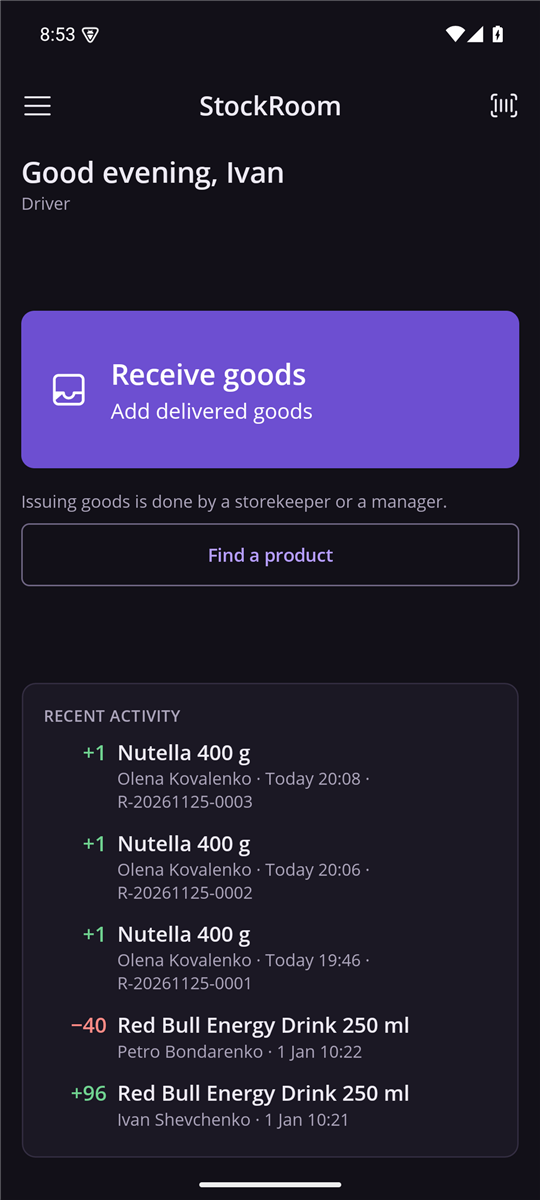 8:53
StockRoom
Good evening, Ivan
Driver
Receive goods
Add delivered goods
Issuing goods is done by a storekeeper or a manager.
Find a product
RECENT ACTIVITY
+1 Nutella 400 g
Olena Kovalenko · Today 20:08 ·
R-20261125-0003
+1 Nutella 400 g
Olena Kovalenko · Today 20:06 ·
R-20261125-0002
+1 Nutella 400 g
Olena Kovalenko · Today 19:46 ·
R-20261125-0001
−40 Red Bull Energy Drink 250 ml
Petro Bondarenko · 1 Jan 10:22
+96 Red Bull Energy Drink 250 ml
Ivan Shevchenko · 1 Jan 10:21